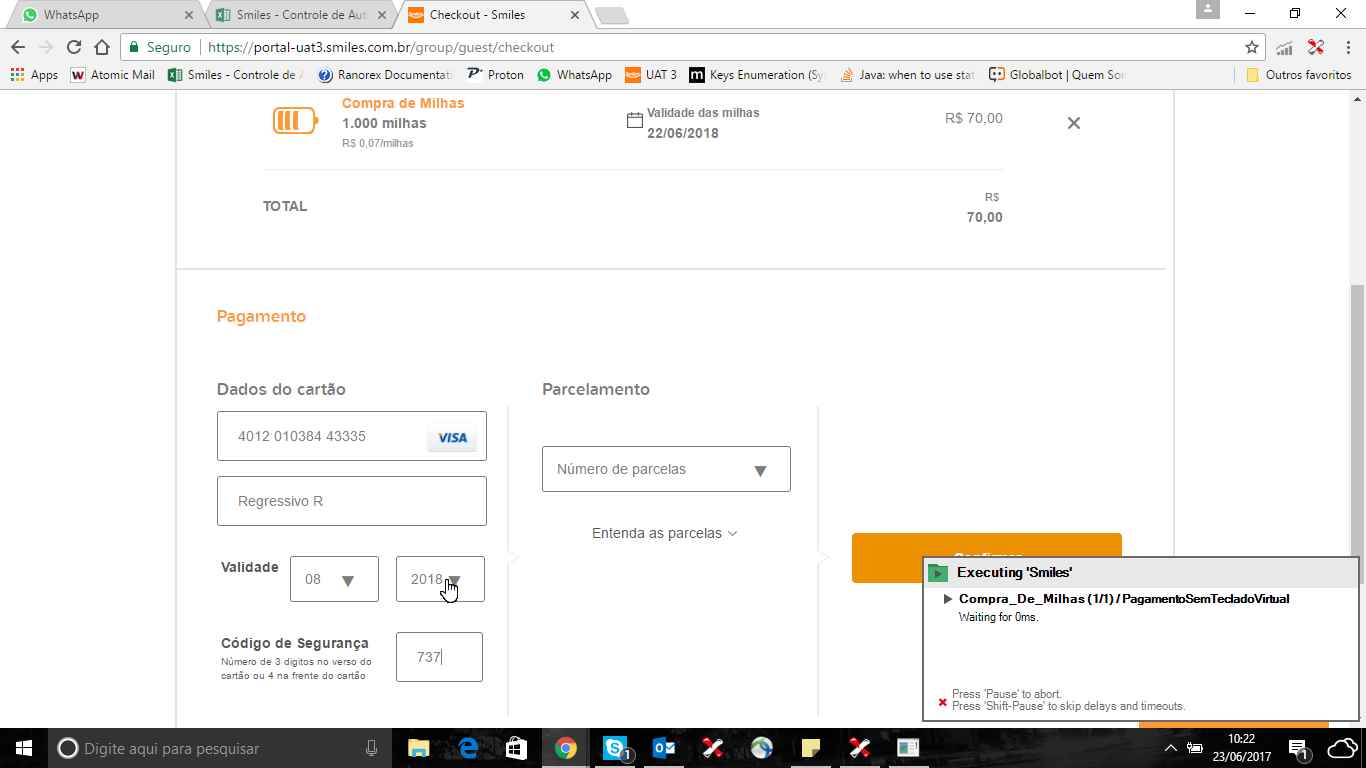 WhatsApp
Smiles - Controle de Aut
Checkout - Smiles
Seguro
https://portal-uat3.smiles.com.br/group/guest/checkout
Apps
Atomic Mail
Smiles - Controle de A
Ranorex Documentati
Proton
WhatsApp
UAT 3
Keys Enumeration (Sy
Java: when to use stat
Globalbot | Quem Som
Outros favoritos
Compra de Milhas
1.000 milhas
R$ 0,07/milhas
Validade das milhas
22/06/2018
R$ 70,00
TOTAL
R$
70,00
Pagamento
Dados do cartão
Parcelamento
4012 010384 43335
VISA
Número de parcelas
Regressivo R
Entenda as parcelas
Validade
08
2018
Confirmar
Código de Segurança
Número de 3 digitos no verso do
cartão ou 4 na frente do cartão
737
Executing 'Smiles'
Compra_De_Milhas (1/1) / PagamentoSemTecladoVirtual
Waiting for 0ms.
Press 'Pause' to abort.
Press 'Shift-Pause' to skip delays and timeouts.
Digite aqui para pesquisar
1
10:22
23/06/2017
1